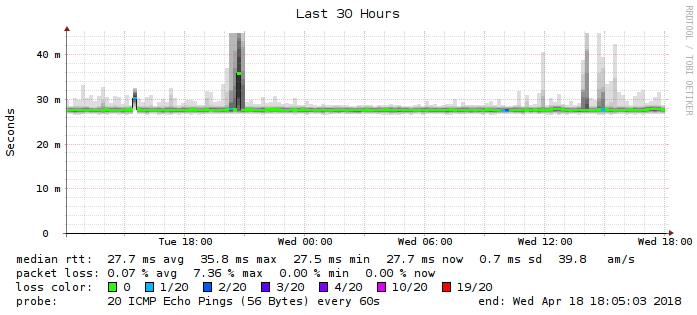 Last 30 Hours
RRDTOOL / TOBI OETIKER
Seconds
40 m
30 m
20 m
10 m
0
Tue 18:00 Wed 00:00 Wed 06:00 Wed 12:00 Wed 18:00
median rtt: 27.7 ms avg 35.8 ms max 27.5 ms min 27.7 ms now 0.7 ms sd 39.8 am/s
packet loss: 0.07 % avg 7.36 % max 0.00 % min 0.00 % now
loss color: 0 1/20 2/20 3/20 4/20 10/20 19/20
probe: 20 ICMP Echo Pings (56 Bytes) every 60s end: Wed Apr 18 18:05:03 2018